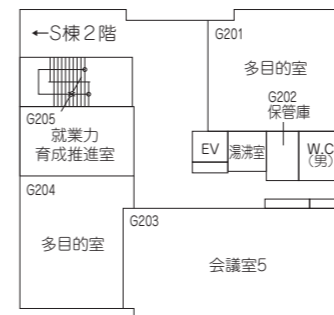 ←S棟2階
G201
多目的室
G202
保管庫
G205
就業力
育成推進室
EV
湯沸室
W.C
(男)
G204
多目的室
G203
会議室5